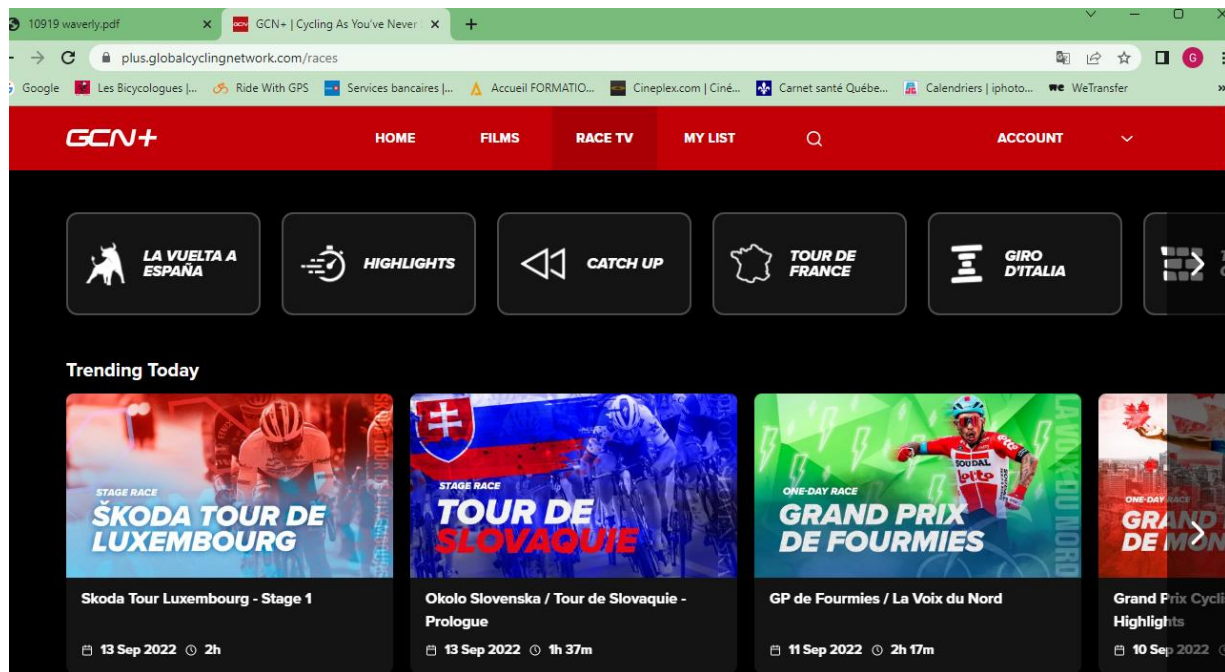 10919 waverly.pdf
GCN+ | Cycling As You've Never
plus.globalcyclingnetwork.com/races
G
Google
Les Bicycologues |...
Ride With GPS
Services bancaires |...
Accueil FORMATIO...
Cineplex.com | Ciné...
Carnet santé Québe...
Calendriers | iphoto...
we WeTransfer
»
GCN+
HOME
FILMS
RACE TV
MY LIST
ACCOUNT
LA VUELTA A
ESPAÑA
HIGHLIGHTS
CATCH UP
TOUR DE
FRANCE
GIRO
D'ITALIA
Trending Today
STAGE RACE
ŠKODA TOUR DE
LUXEMBOURG
Skoda Tour Luxembourg - Stage 1
13 Sep 2022 2h
STAGE RACE
TOUR DE
SLOVAQUIE
Okolo Slovenska / Tour de Slovaquie -
Prologue
13 Sep 2022 1h 37m
ONE-DAY RACE
GRAND PRIX
DE FOURMIES
LA VOIX DU NORD
SOUDAL
Lotto
GP de Fourmies / La Voix du Nord
11 Sep 2022 2h 17m
ONE-DAY RACE
GRAND
DE MON
Grand Prix Cycli
Highlights
10 Sep 2022